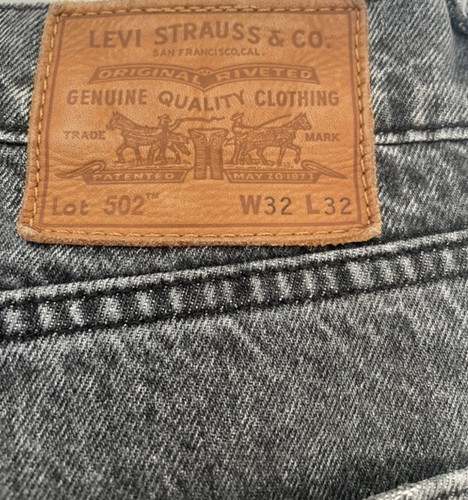 LEVI STRAUSS & CO.
SAN FRANCISCO, CAL.
ORIGINAL RIVETED
GENUINE QUALITY CLOTHING
TRADE MARK
PATENTED MAY 20 1873
Lot 502™ W32 L32